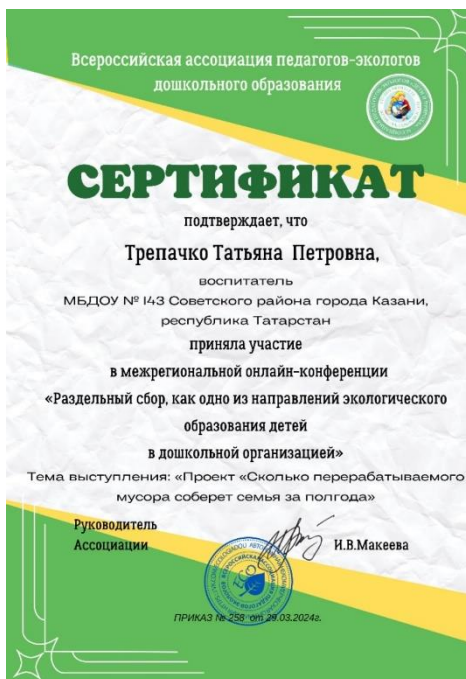 Всероссийская ассоциация педагогов-экологов
дошкольного образования
СЕРТИФИКАТ
подтверждает, что
Трепачко Татьяна Петровна,
воспитатель
МБДОУ № 143 Советского района города Казани,
республика Татарстан
приняла участие
в межрегиональной онлайн-конференции
«Раздельный сбор, как одно из направлений экологического
образования детей
в дошкольной организацией»
Тема выступления: «Проект «Сколько перерабатываемого
мусора соберет семья за полгода»
Руководитель
Ассоциации
И.В.Макеева
ПРИКАЗ № 258 от 29.03.2024г.